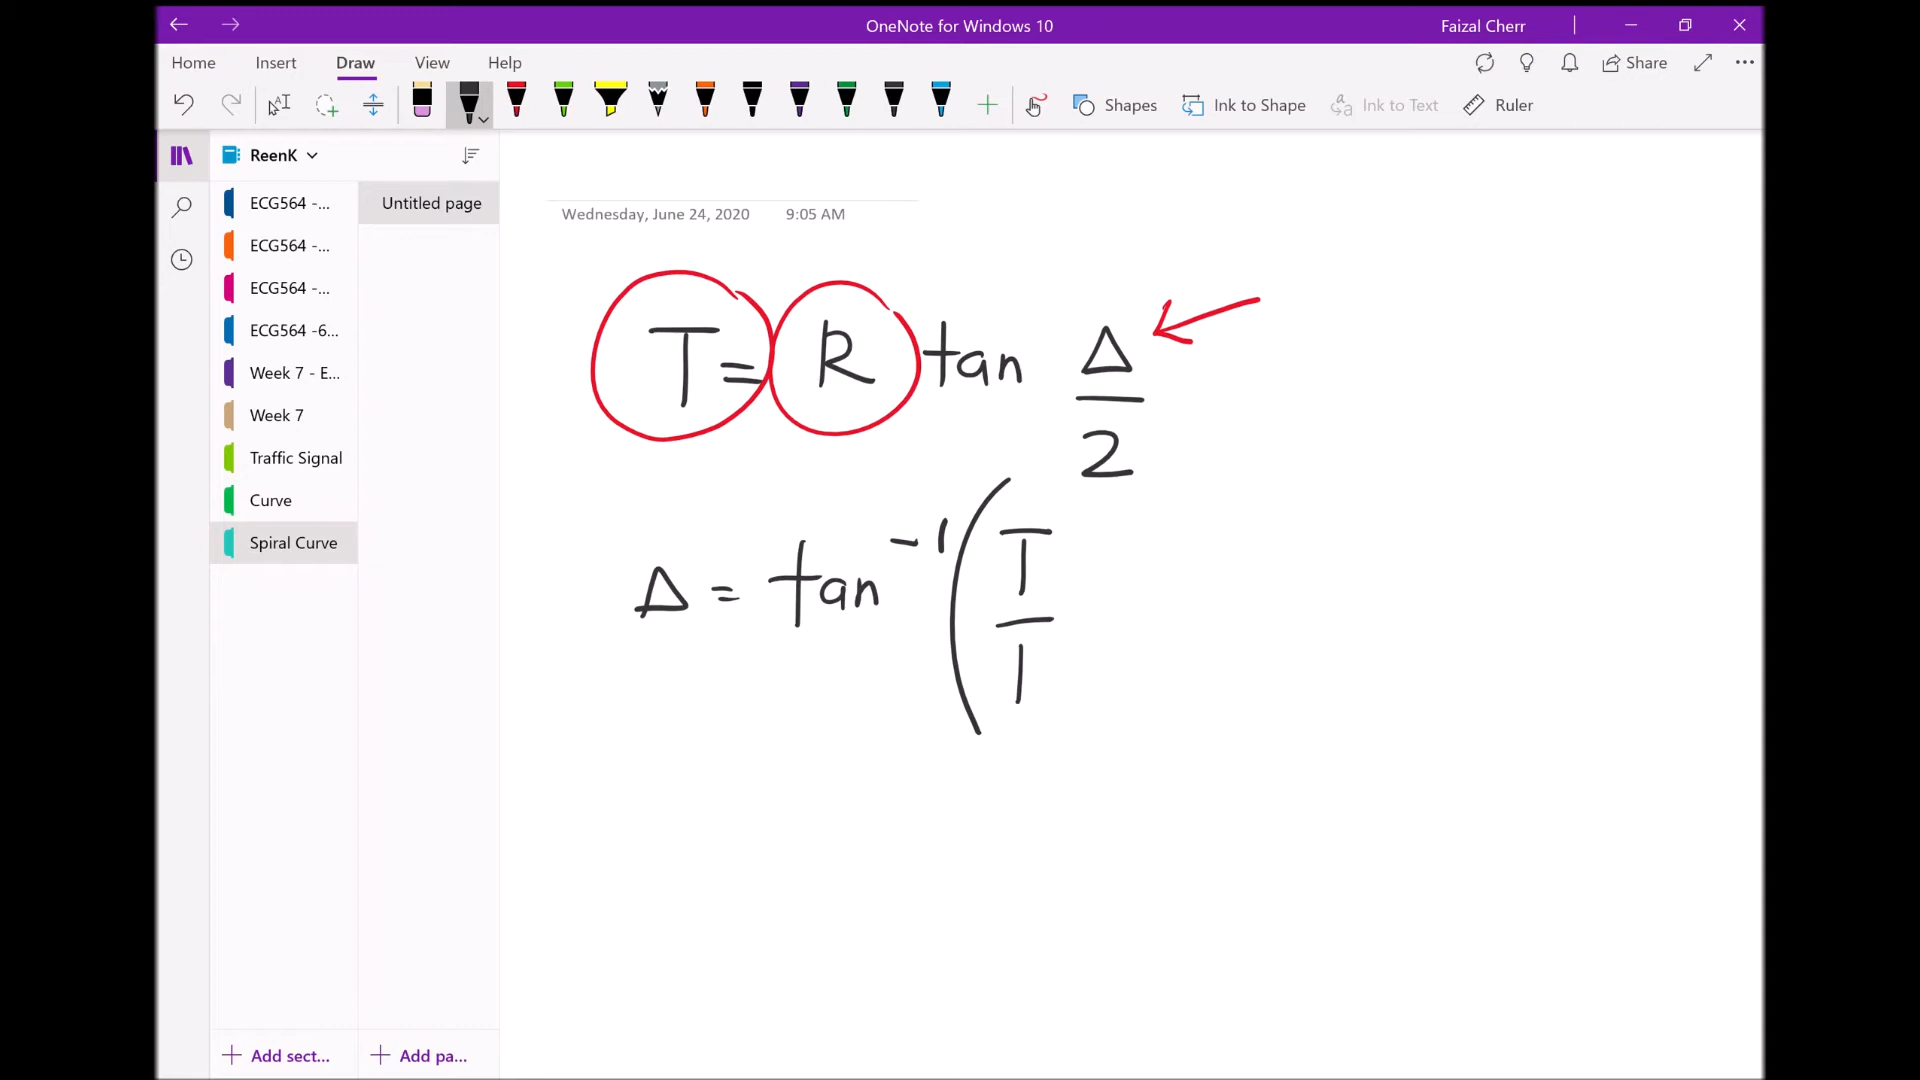 OneNote for Windows 10
Faizal Cherr
Home Insert Draw View Help
Share
Shapes Ink to Shape Ink to Text Ruler
ReenK
ECG564 -...
ECG564 -...
ECG564 -...
ECG564 -6...
Week 7 - E...
Week 7
Traffic Signal
Curve
Spiral Curve
Add sect...
Untitled page
Add pa...
Wednesday, June 24, 2020 9:05 AM
T = R tan Δ
2
Δ = tan -1 ( T
1